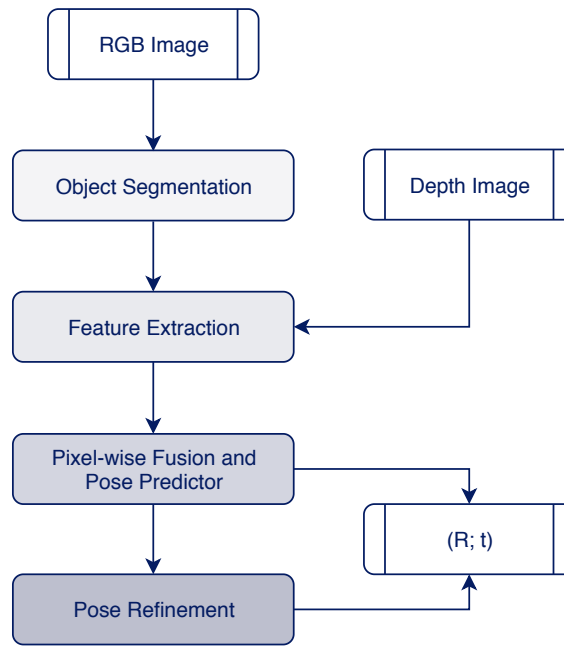 RGB Image
Object Segmentation
Depth Image
Feature Extraction
Pixel-wise Fusion and
Pose Predictor
(R; t)
Pose Refinement